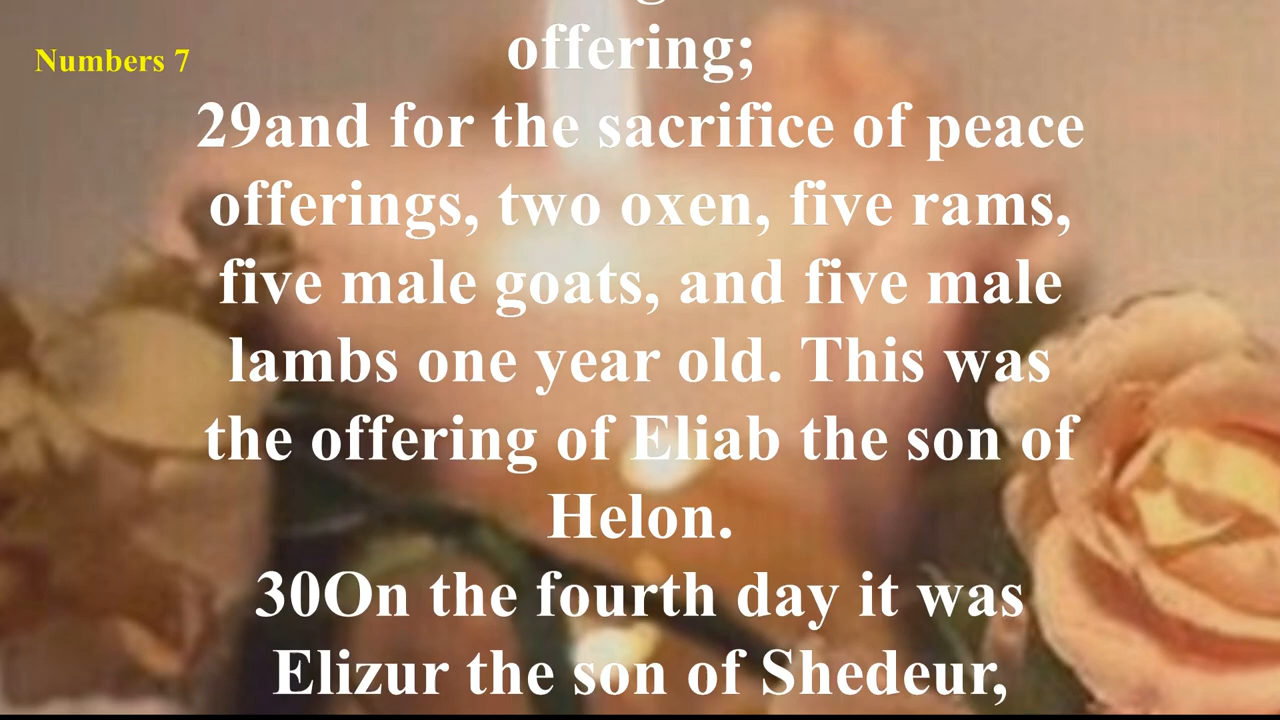 Numbers 7
offering;
29and for the sacrifice of peace
offerings, two oxen, five rams,
five male goats, and five male
lambs one year old. This was
the offering of Eliab the son of
Helon.
30On the fourth day it was
Elizur the son of Shedeur,